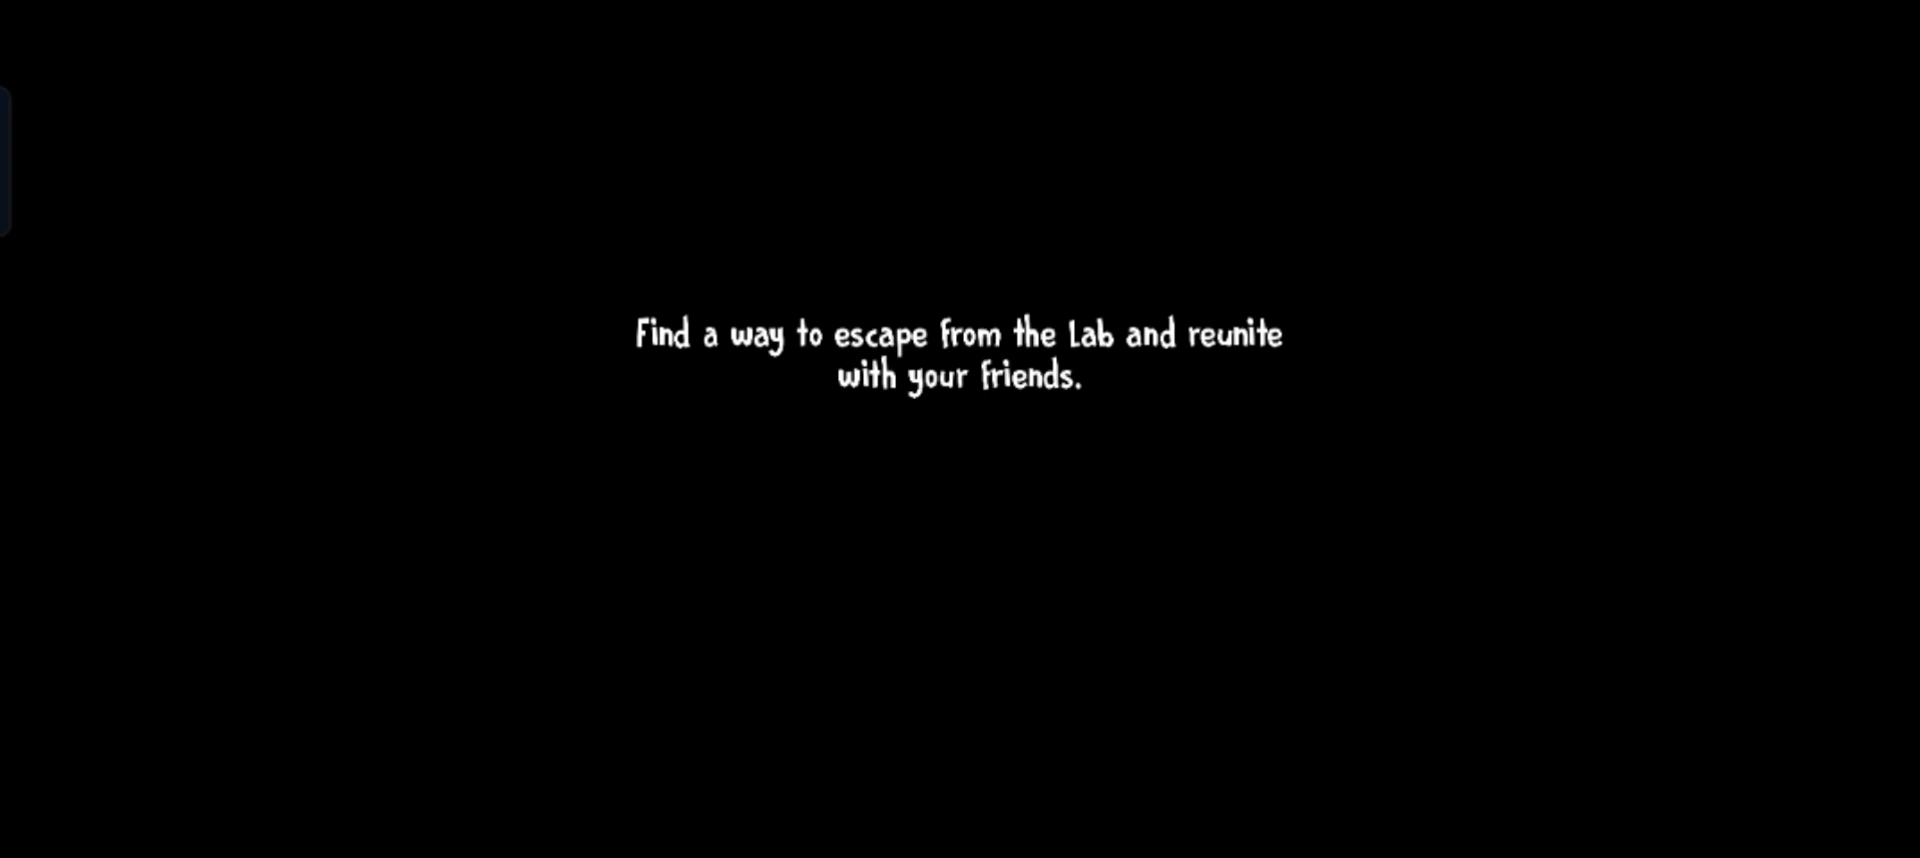 Find a way to escape from the Lab and reunite
with your friends.